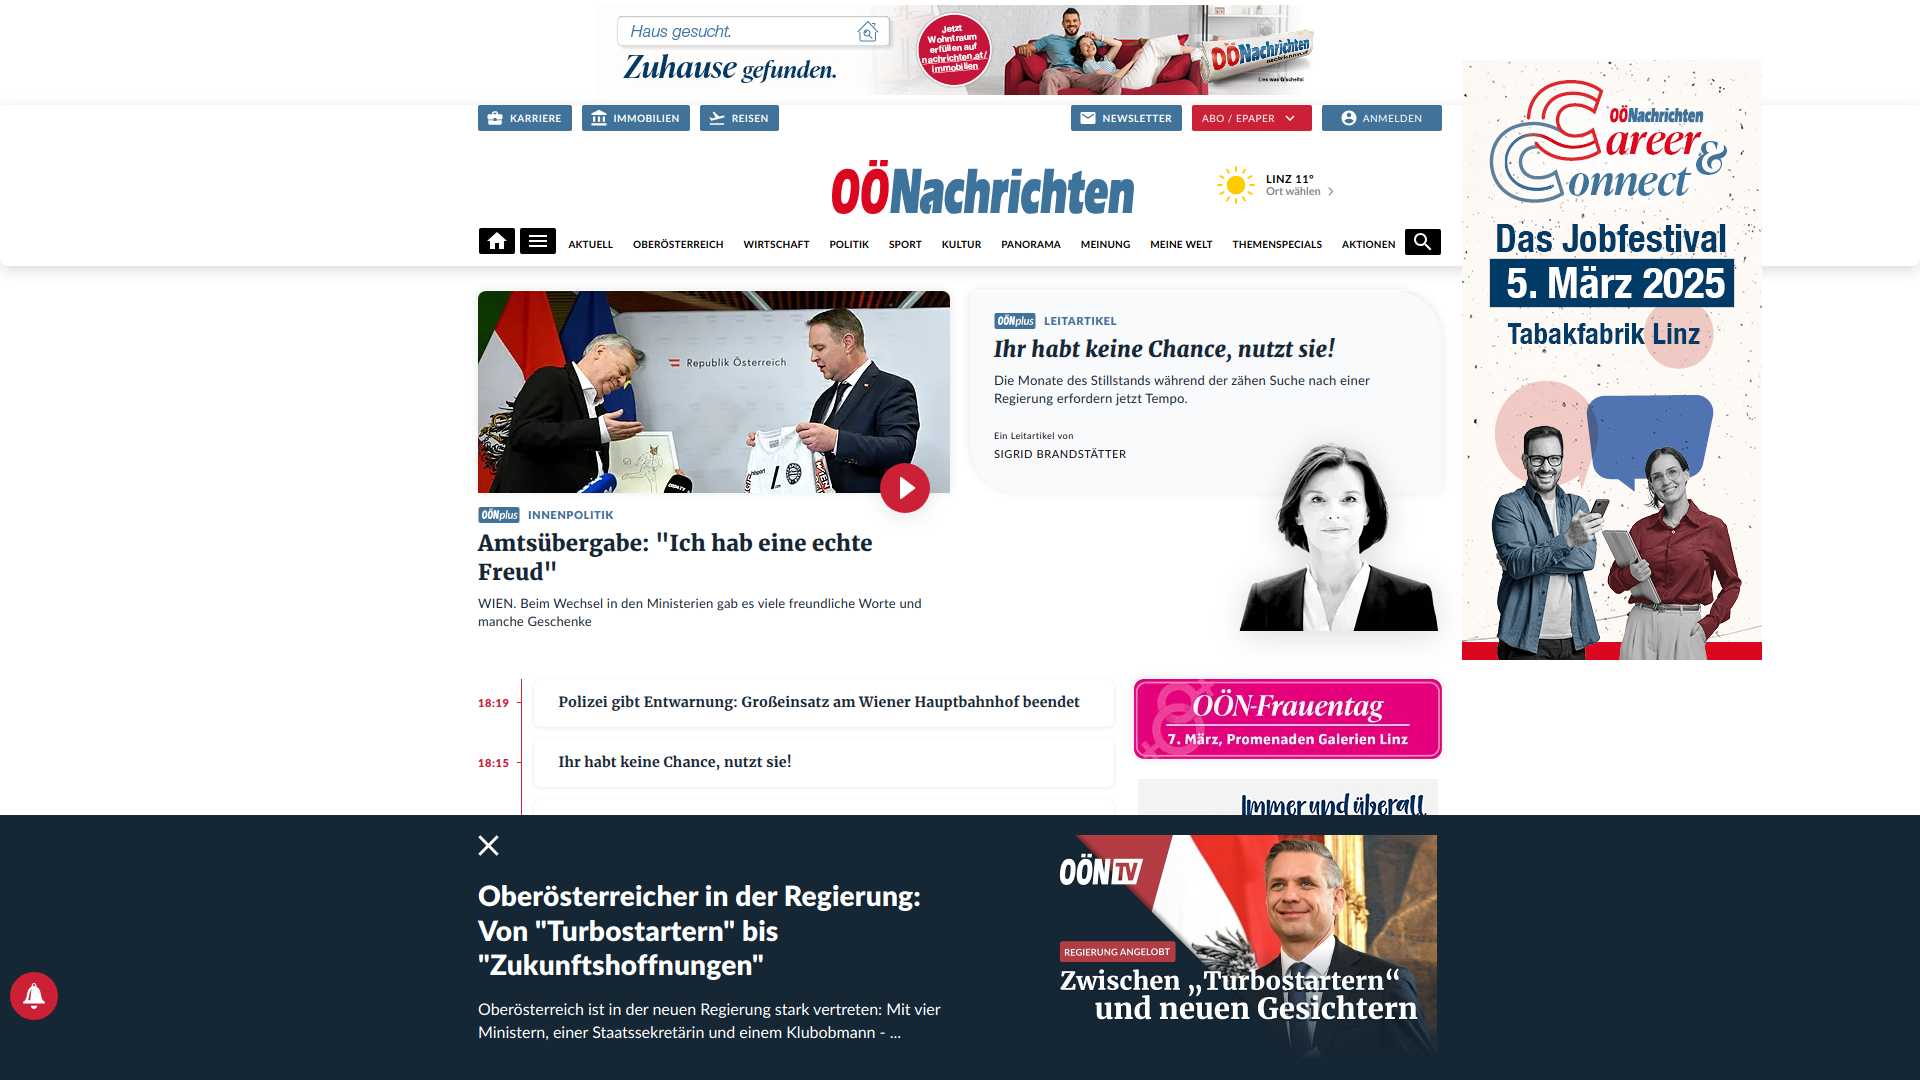 Haus gesucht.
Zuhause gefunden.
Jetzt
Wohntraum
erfüllen auf
nachrichten.at/
immobilien
OÖNachrichten
Lies was G'scheits!
KARRIERE
IMMOBILIEN
REISEN
NEWSLETTER
ABO / EPAPER
ANMELDEN
OÖNachrichten
LINZ 11°
Ort wählen
AKTUELL
OBERÖSTERREICH
WIRTSCHAFT
POLITIK
SPORT
KULTUR
PANORAMA
MEINUNG
MEINE WELT
THEMENSPECIALS
AKTIONEN
OÖNachrichten
Career &
Connect
Das Jobfestival
5. März 2025
Tabakfabrik Linz
Republik Österreich
OÖNplus INNENPOLITIK
Amtsübergabe: "Ich hab eine echte
Freud"
WIEN. Beim Wechsel in den Ministerien gab es viele freundliche Worte und
manche Geschenke
OÖNplus LEITARTIKEL
Ihr habt keine Chance, nutzt sie!
Die Monate des Stillstands während der zähen Suche nach einer
Regierung erfordern jetzt Tempo.
Ein Leitartikel von
SIGRID BRANDSTÄTTER
18:19 Polizei gibt Entwarnung: Großeinsatz am Wiener Hauptbahnhof beendet
18:15 Ihr habt keine Chance, nutzt sie!
OÖN-Frauentag
7. März, Promenaden Galerien Linz
Immer und überall
Oberösterreicher in der Regierung:
Von "Turbostartern" bis
"Zukunftshoffnungen"
Oberösterreich ist in der neuen Regierung stark vertreten: Mit vier
Ministern, einer Staatssekretärin und einem Klubobmann - ...
OÖN TV
REGIERUNG ANGELOBT
Zwischen „Turbostartern“
und neuen Gesichtern